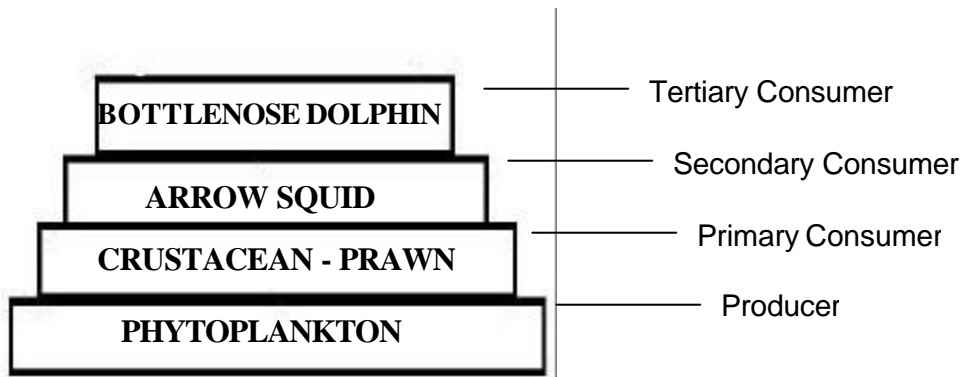 BOTTLENOSE DOLPHIN
Tertiary Consumer
ARROW SQUID
Secondary Consumer
CRUSTACEAN - PRAWN
Primary Consumer
PHYTOPLANKTON
Producer